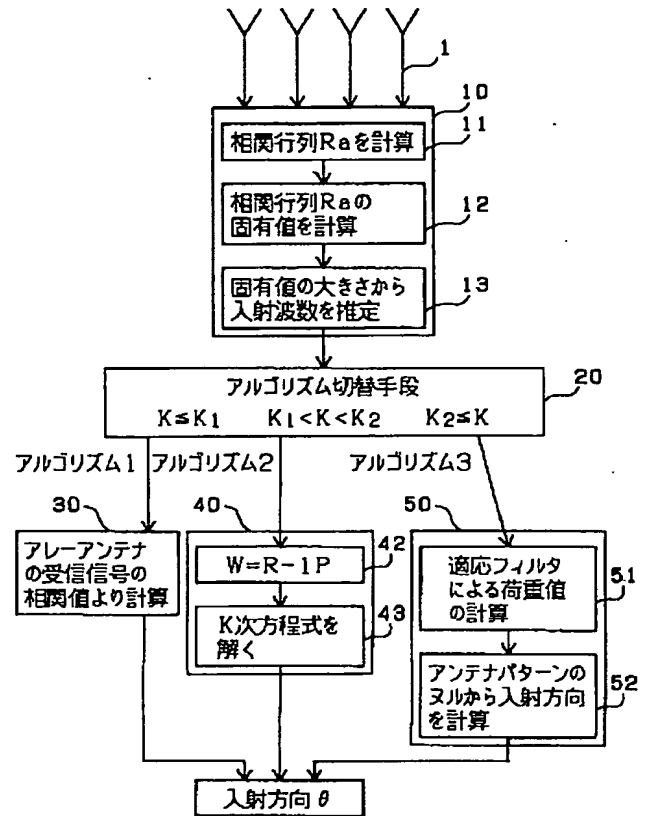 1
10
11
相関行列Raを計算
相関行列Raの
固有値を計算
12
固有値の大きさから
入射波数を推定
13
アルゴリズム切替手段
K≦K1 K1<K<K2 K2≦K
20
アルゴリズム1
アルゴリズム2
アルゴリズム3
30
アレーアンテナ
の受信信号の
相関値より計算
40
42
W=R-1P
43
K次方程式を
解く
50
適応フィルタ
による荷重値
の計算
51
アンテナパターンの
ヌルから入射方向
を計算
52
入射方向θ